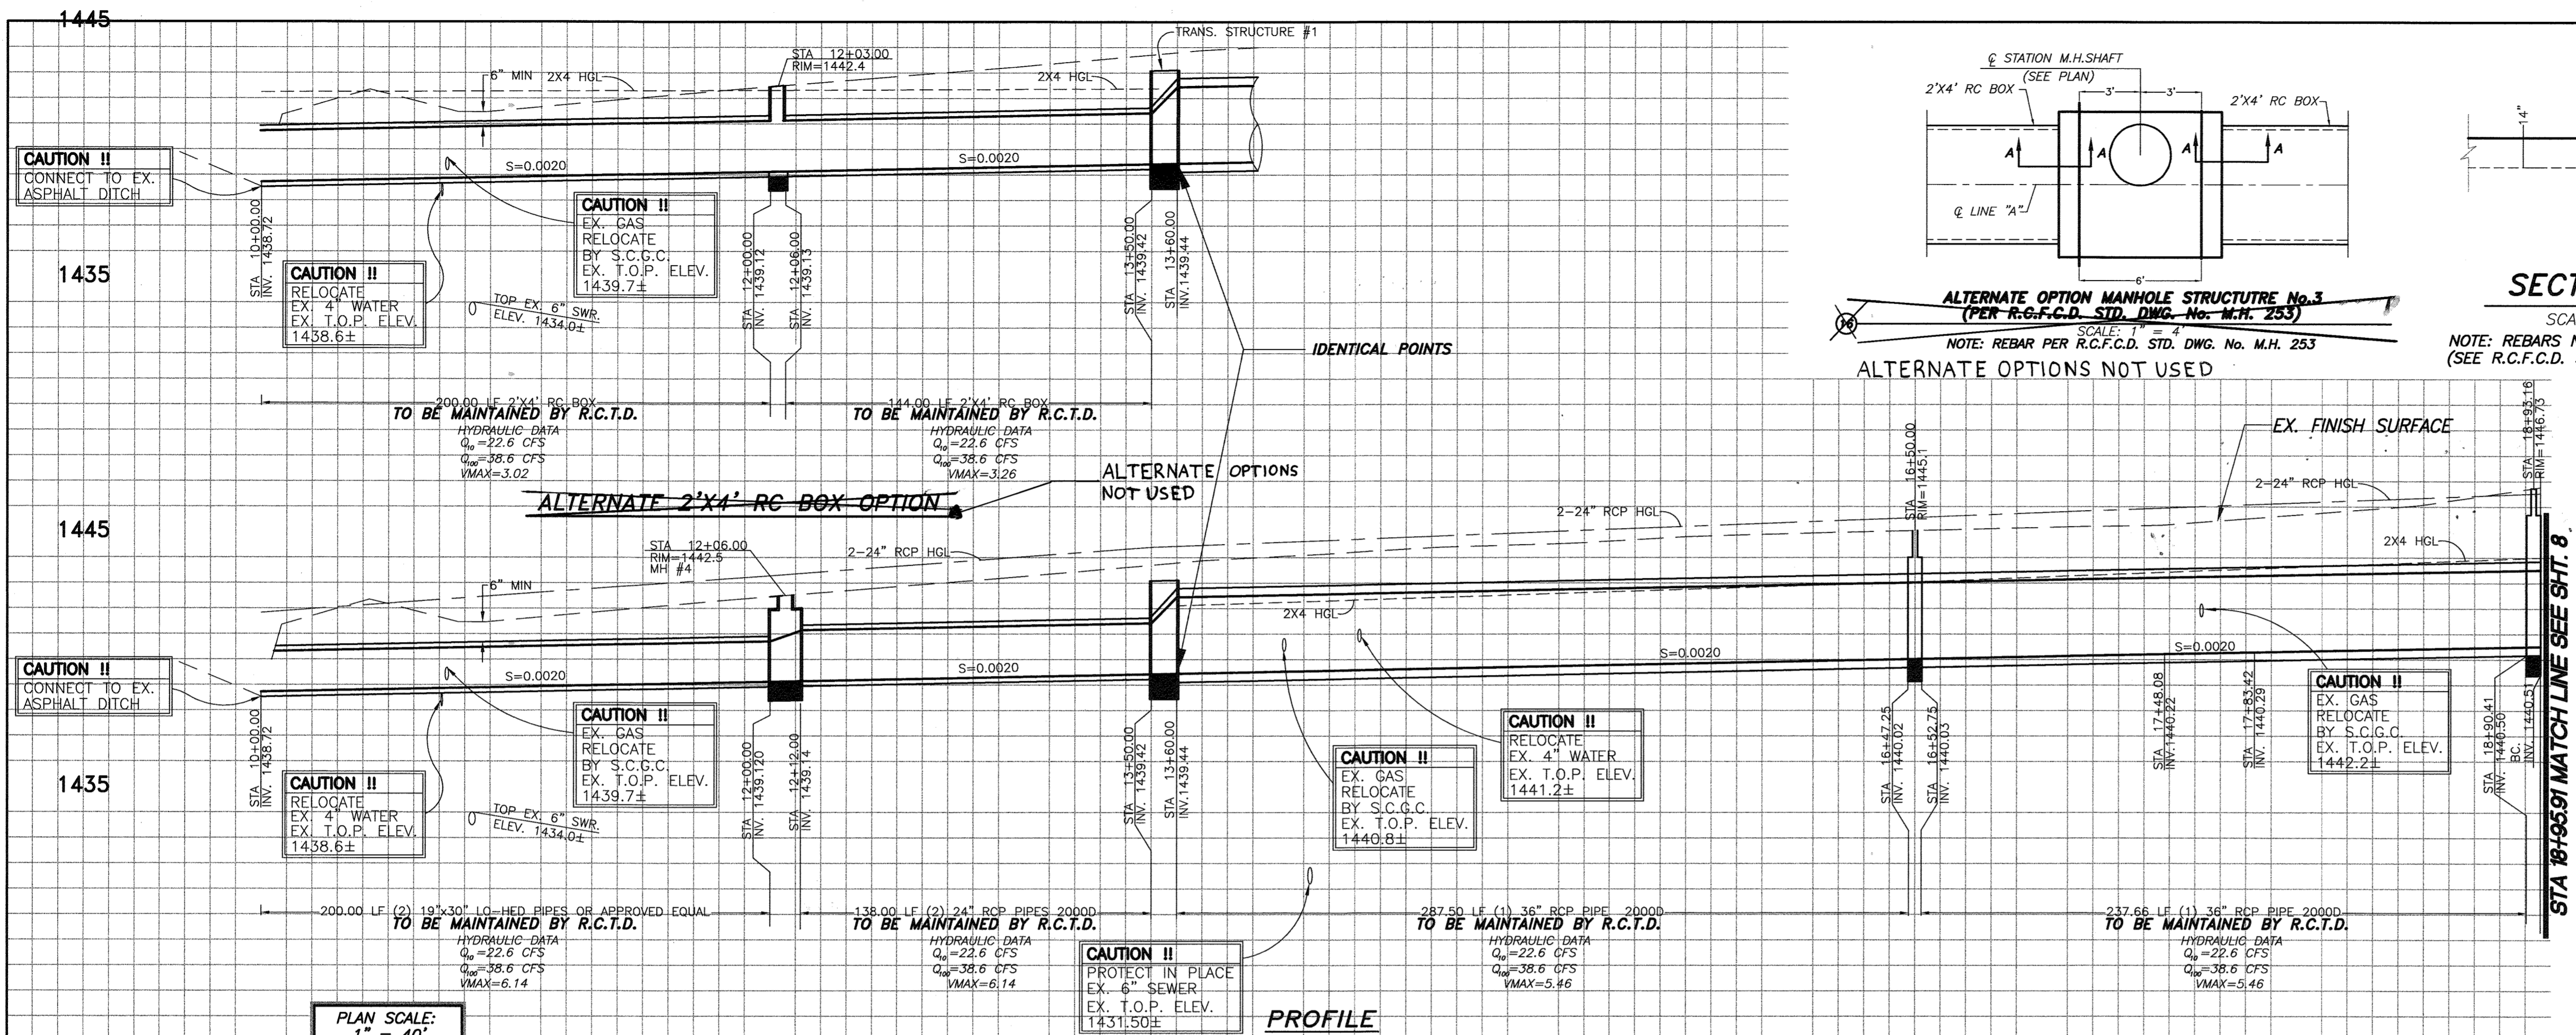 1445
TRANS. STRUCTURE #1
STA 12+03.00
RIM=1442.4
6" MIN
2X4 HGL
2X4 HGL
CAUTION !!
CONNECT TO EX.
ASPHALT DITCH
S=0.0020
S=0.0020
STA 10+00.00
INV. 1438.72
CAUTION !!
EX. GAS
RELOCATE
BY S.C.G.C.
EX. T.O.P. ELEV.
1439.7±
1435
CAUTION !!
RELOCATE
EX. 4" WATER
EX. T.O.P. ELEV.
1438.6±
TOP EX. 6" SWR.
ELEV. 1434.0±
STA 12+00.00
INV. 1439.12
STA 12+06.00
INV. 1439.13
STA 13+50.00
INV. 1439.42
STA 13+60.00
INV.1439.44
IDENTICAL POINTS
200.00 LF 2'X4' RC BOX
TO BE MAINTAINED BY R.C.T.D.
HYDRAULIC DATA
Q10=22.6 CFS
Q100=38.6 CFS
VMAX=3.02
144.00 LF 2'X4' RC BOX
TO BE MAINTAINED BY R.C.T.D.
HYDRAULIC DATA
Q10=22.6 CFS
Q100=38.6 CFS
VMAX=3.26
ALTERNATE 2'X4' RC BOX OPTION
ALTERNATE OPTIONS
NOT USED
℄ STATION M.H.SHAFT
(SEE PLAN)
2'X4' RC BOX
3'
3'
2'X4' RC BOX
A
A
A
A
℄ LINE "A"
6'
14"
ALTERNATE OPTION MANHOLE STRUCTUTRE No.3
(PER R.C.F.C.D. STD. DWG. No. M.H. 253)
16
SCALE: 1" = 4'
NOTE: REBAR PER R.C.F.C.D. STD. DWG. No. M.H. 253
ALTERNATE OPTIONS NOT USED
SECT
SCA
NOTE: REBARS N
(SEE R.C.F.C.D.
1445
STA 12+06.00
RIM=1442.5
MH #4
6" MIN
2-24" RCP HGL
2-24" RCP HGL
STA 16+50.00
RIM=1445.1
EX. FINISH SURFACE
2-24" RCP HGL
STA 18+93.16
RIM=1446.73
2X4 HGL
2X4 HGL
STA 18+95.91 MATCH LINE SEE SHT. 8
CAUTION !!
CONNECT TO EX.
ASPHALT DITCH
S=0.0020
S=0.0020
S=0.0020
STA 10+00.00
INV. 1438.72
1435
CAUTION !!
RELOCATE
EX. 4" WATER
EX. T.O.P. ELEV.
1438.6±
TOP EX. 6" SWR.
ELEV. 1434.0±
CAUTION !!
EX. GAS
RELOCATE
BY S.C.G.C.
EX. T.O.P. ELEV.
1439.7±
STA 12+00.00
INV. 1439.120
STA 12+12.00
INV. 1439.14
STA 13+50.00
INV. 1439.42
STA 13+60.00
INV.1439.44
CAUTION !!
EX. GAS
RELOCATE
BY S.C.G.C.
EX. T.O.P. ELEV.
1440.8±
CAUTION !!
RELOCATE
EX. 4" WATER
EX. T.O.P. ELEV.
1441.2±
STA 16+47.25
INV. 1440.02
STA 16+52.75
INV. 1440.03
STA 17+48.08
INV.1440.22
STA 17+83.42
INV. 1440.29
CAUTION !!
EX. GAS
RELOCATE
BY S.C.G.C.
EX. T.O.P. ELEV.
1442.2±
STA 18+90.41
INV. 1440.50
BC.
INV. 1440.51
200.00 LF (2) 19"x30" LO-HED PIPES OR APPROVED EQUAL
TO BE MAINTAINED BY R.C.T.D.
HYDRAULIC DATA
Q10=22.6 CFS
Q100=38.6 CFS
VMAX=6.14
138.00 LF (2) 24" RCP PIPES 2000D
TO BE MAINTAINED BY R.C.T.D.
HYDRAULIC DATA
Q10=22.6 CFS
Q100=38.6 CFS
VMAX=6.14
287.50 LF (1) 36" RCP PIPE 2000D
TO BE MAINTAINED BY R.C.T.D.
HYDRAULIC DATA
Q10=22.6 CFS
Q100=38.6 CFS
VMAX=5.46
237.66 LF (1) 36" RCP PIPE 2000D
TO BE MAINTAINED BY R.C.T.D.
HYDRAULIC DATA
Q10=22.6 CFS
Q100=38.6 CFS
VMAX=5.46
CAUTION !!
PROTECT IN PLACE
EX. 6" SEWER
EX. T.O.P. ELEV.
1431.50±
PLAN SCALE:
1" = 40'
PROFILE